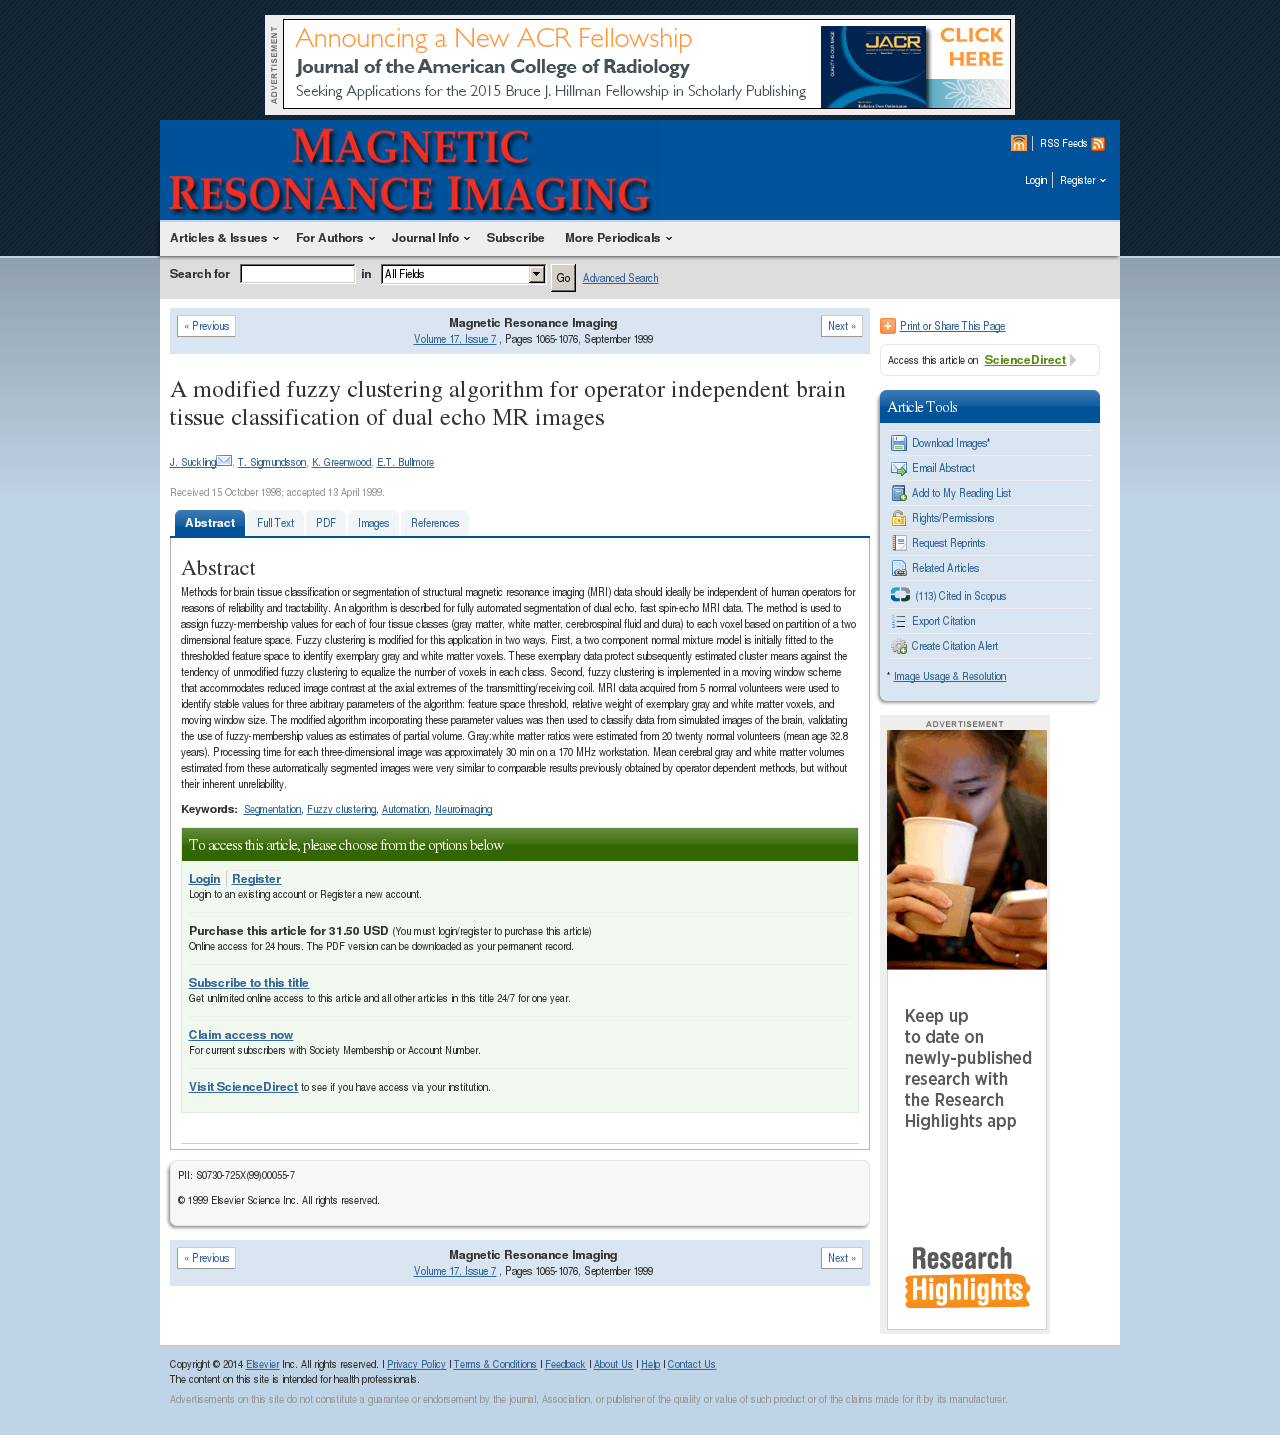 ADVERTISEMENT
Announcing a New ACR Fellowship
Journal of the American College of Radiology
Seeking Applications for the 2015 Bruce J. Hillman Fellowship in Scholarly Publishing
JACR
CLICK
HERE
MAGNETIC
RESONANCE IMAGING
RSS Feeds
Login Register
Articles & Issues For Authors Journal Info Subscribe More Periodicals
Search for in All Fields Go Advanced Search
« Previous
Magnetic Resonance Imaging
Volume 17, Issue 7 , Pages 1065-1076, September 1999
Next »
A modified fuzzy clustering algorithm for operator independent brain
tissue classification of dual echo MR images
J. Suckling, T. Sigmundsson, K. Greenwood, E.T. Bullmore
Received 15 October 1998; accepted 13 April 1999.
Abstract Full Text PDF Images References
Abstract
Methods for brain tissue classification or segmentation of structural magnetic resonance imaging (MRI) data should ideally be independent of human operators for
reasons of reliability and tractability. An algorithm is described for fully automated segmentation of dual echo, fast spin-echo MRI data. The method is used to
assign fuzzy-membership values for each of four tissue classes (gray matter, white matter, cerebrospinal fluid and dura) to each voxel based on partition of a two
dimensional feature space. Fuzzy clustering is modified for this application in two ways. First, a two component normal mixture model is initially fitted to the
thresholded feature space to identify exemplary gray and white matter voxels. These exemplary data protect subsequently estimated cluster means against the
tendency of unmodified fuzzy clustering to equalize the number of voxels in each class. Second, fuzzy clustering is implemented in a moving window scheme
that accommodates reduced image contrast at the axial extremes of the transmitting/receiving coil. MRI data acquired from 5 normal volunteers were used to
identify stable values for three arbitrary parameters of the algorithm: feature space threshold, relative weight of exemplary gray and white matter voxels, and
moving window size. The modified algorithm incorporating these parameter values was then used to classify data from simulated images of the brain, validating
the use of fuzzy-membership values as estimates of partial volume. Gray:white matter ratios were estimated from 20 twenty normal volunteers (mean age 32.8
years). Processing time for each three-dimensional image was approximately 30 min on a 170 MHz workstation. Mean cerebral gray and white matter volumes
estimated from these automatically segmented images were very similar to comparable results previously obtained by operator dependent methods, but without
their inherent unreliability.
Keywords: Segmentation, Fuzzy clustering, Automation, Neuroimaging
To access this article, please choose from the options below
Login Register
Login to an existing account or Register a new account.
Purchase this article for 31.50 USD (You must login/register to purchase this article)
Online access for 24 hours. The PDF version can be downloaded as your permanent record.
Subscribe to this title
Get unlimited online access to this article and all other articles in this title 24/7 for one year.
Claim access now
For current subscribers with Society Membership or Account Number.
Visit ScienceDirect to see if you have access via your institution.
PII: S0730-725X(99)00055-7
© 1999 Elsevier Science Inc. All rights reserved.
« Previous
Magnetic Resonance Imaging
Volume 17, Issue 7 , Pages 1065-1076, September 1999
Next »
Print or Share This Page
Access this article on ScienceDirect
Article Tools
Download Images*
Email Abstract
Add to My Reading List
Rights/Permissions
Request Reprints
Related Articles
(113) Cited in Scopus
Export Citation
Create Citation Alert
* Image Usage & Resolution
ADVERTISEMENT
Keep up
to date on
newly-published
research with
the Research
Highlights app
Research
Highlights
Copyright © 2014 Elsevier Inc. All rights reserved. | Privacy Policy | Terms & Conditions | Feedback | About Us | Help | Contact Us
The content on this site is intended for health professionals.
Advertisements on this site do not constitute a guarantee or endorsement by the journal, Association, or publisher of the quality or value of such product or of the claims made for it by its manufacturer.